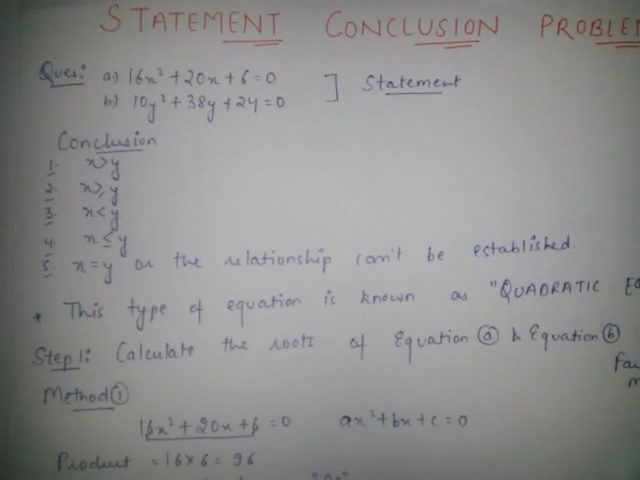 STATEMENT CONCLUSION PROBLEM
Ques: a) 16x² + 20x + 6 = 0 ] Statement
b) 10y² + 38y + 24 = 0
Conclusion
1. x>y
2. x≥y
3. x<y
4. x≤y
5. x=y or the relationship can't be established.
* This type of equation is known as "QUADRATIC
Step 1: Calculate the roots of Equation ⓐ & Equation ⓑ
Method ①
16x² + 20x + 6 = 0 ax² + bx + c = 0
Product = 16 × 6 = 96